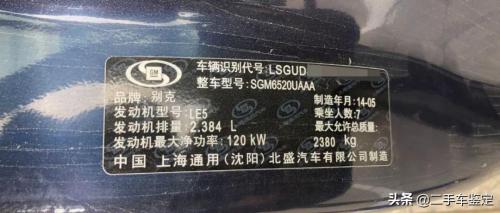 车辆识别代号: LSGUD
整车型号: SGM6520UAAA
品牌: 别克 制造年月 14-05
发动机型号: LE5 乘坐人数: 7
发动机排量: 2.384 L 最大允许总质量:
发动机最大净功率: 120 kW 2380 kg
中国 上海通用(沈阳)北盛汽车有限公司制造
头条 @二手车鉴定